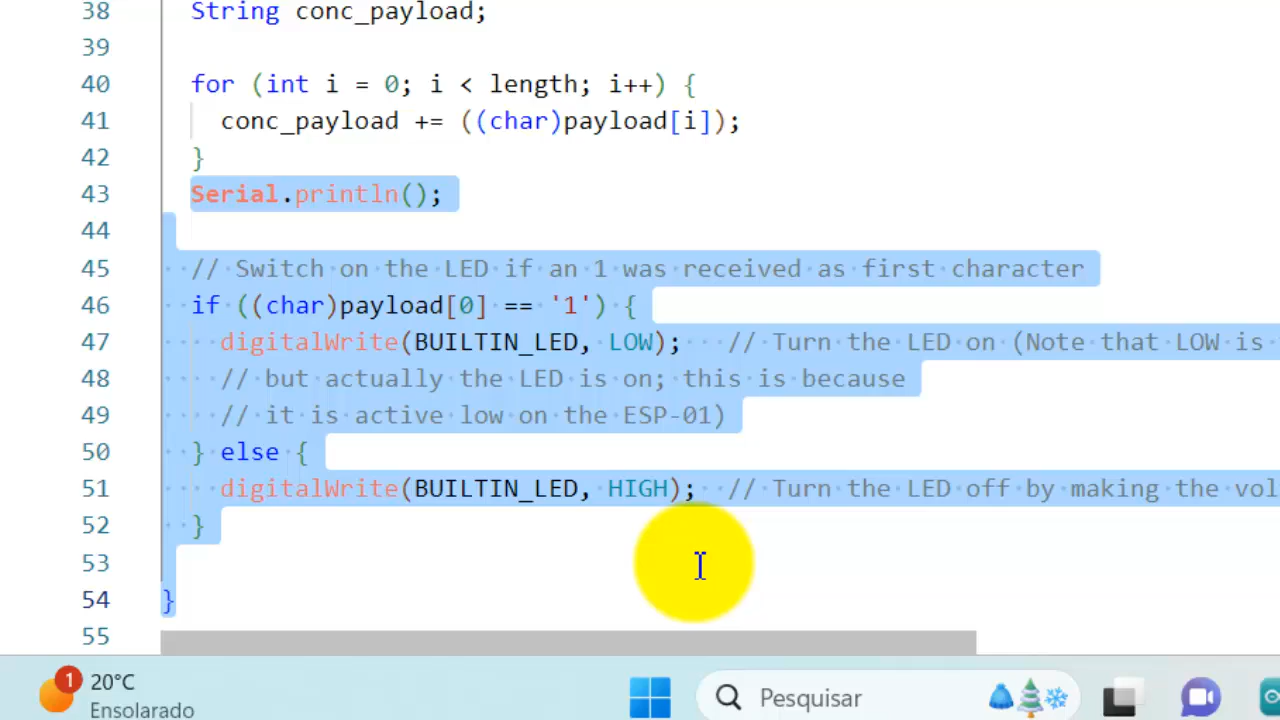 38 String conc_payload;
39
40 for (int i = 0; i < length; i++) {
41 conc_payload += ((char)payload[i]);
42 }
43 Serial.println();
44
45 // Switch on the LED if an 1 was received as first character
46 if ((char)payload[0] == '1') {
47 digitalWrite(BUILTIN_LED, LOW); // Turn the LED on (Note that LOW is
48 // but actually the LED is on; this is because
49 // it is active low on the ESP-01)
50 } else {
51 digitalWrite(BUILTIN_LED, HIGH); // Turn the LED off by making the vol
52 }
53
54 }
55
1 20°C
Ensolarado
Pesquisar